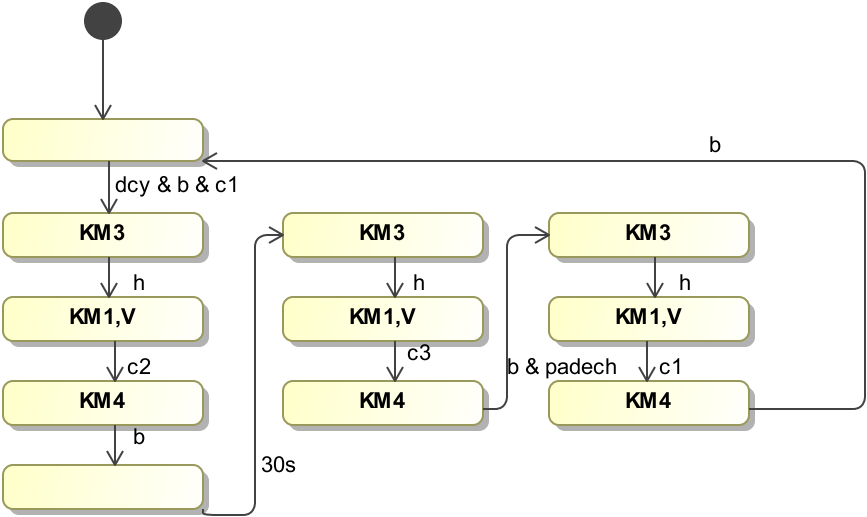 b
dcy & b & c1
KM3
h
KM1,V
c2
KM4
b
30s
KM3
h
KM1,V
c3
KM4
b & padech
KM3
h
KM1,V
c1
KM4